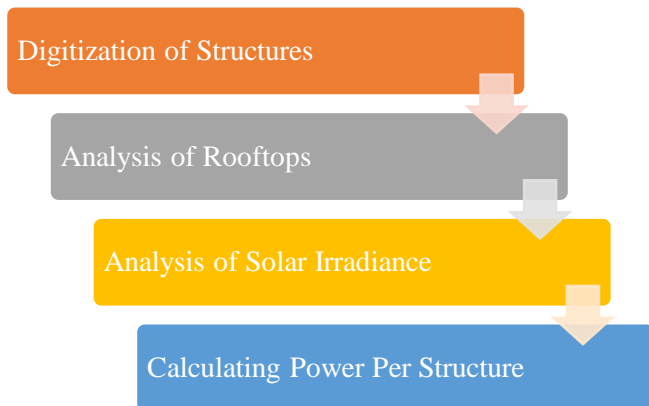 Digitization of Structures
Analysis of Rooftops
Analysis of Solar Irradiance
Calculating Power Per Structure